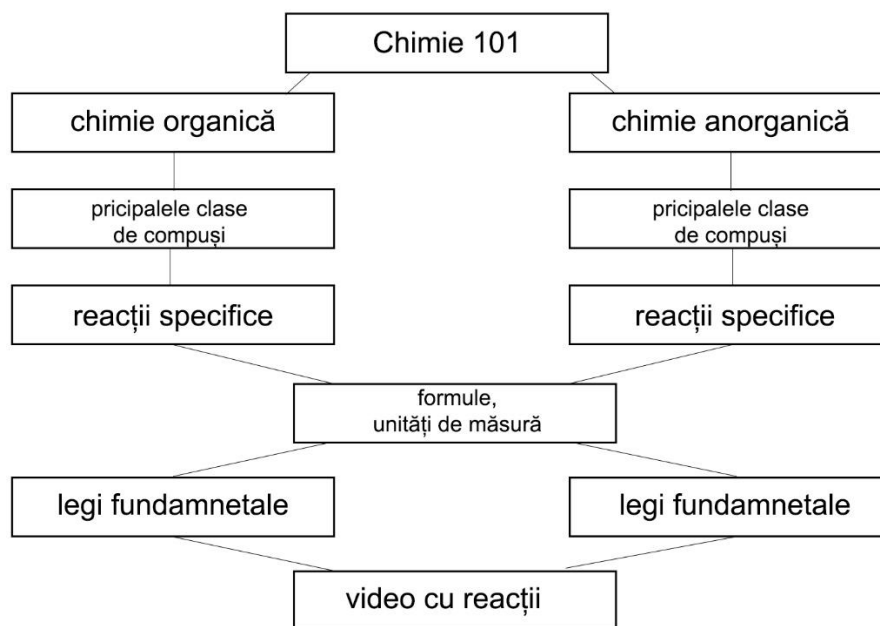 Chimie 101
chimie organică
chimie anorganică
pricipalele clase
de compuși
pricipalele clase
de compuși
reacții specifice
reacții specifice
formule,
unități de măsură
legi fundamnetale
legi fundamnetale
video cu reacții